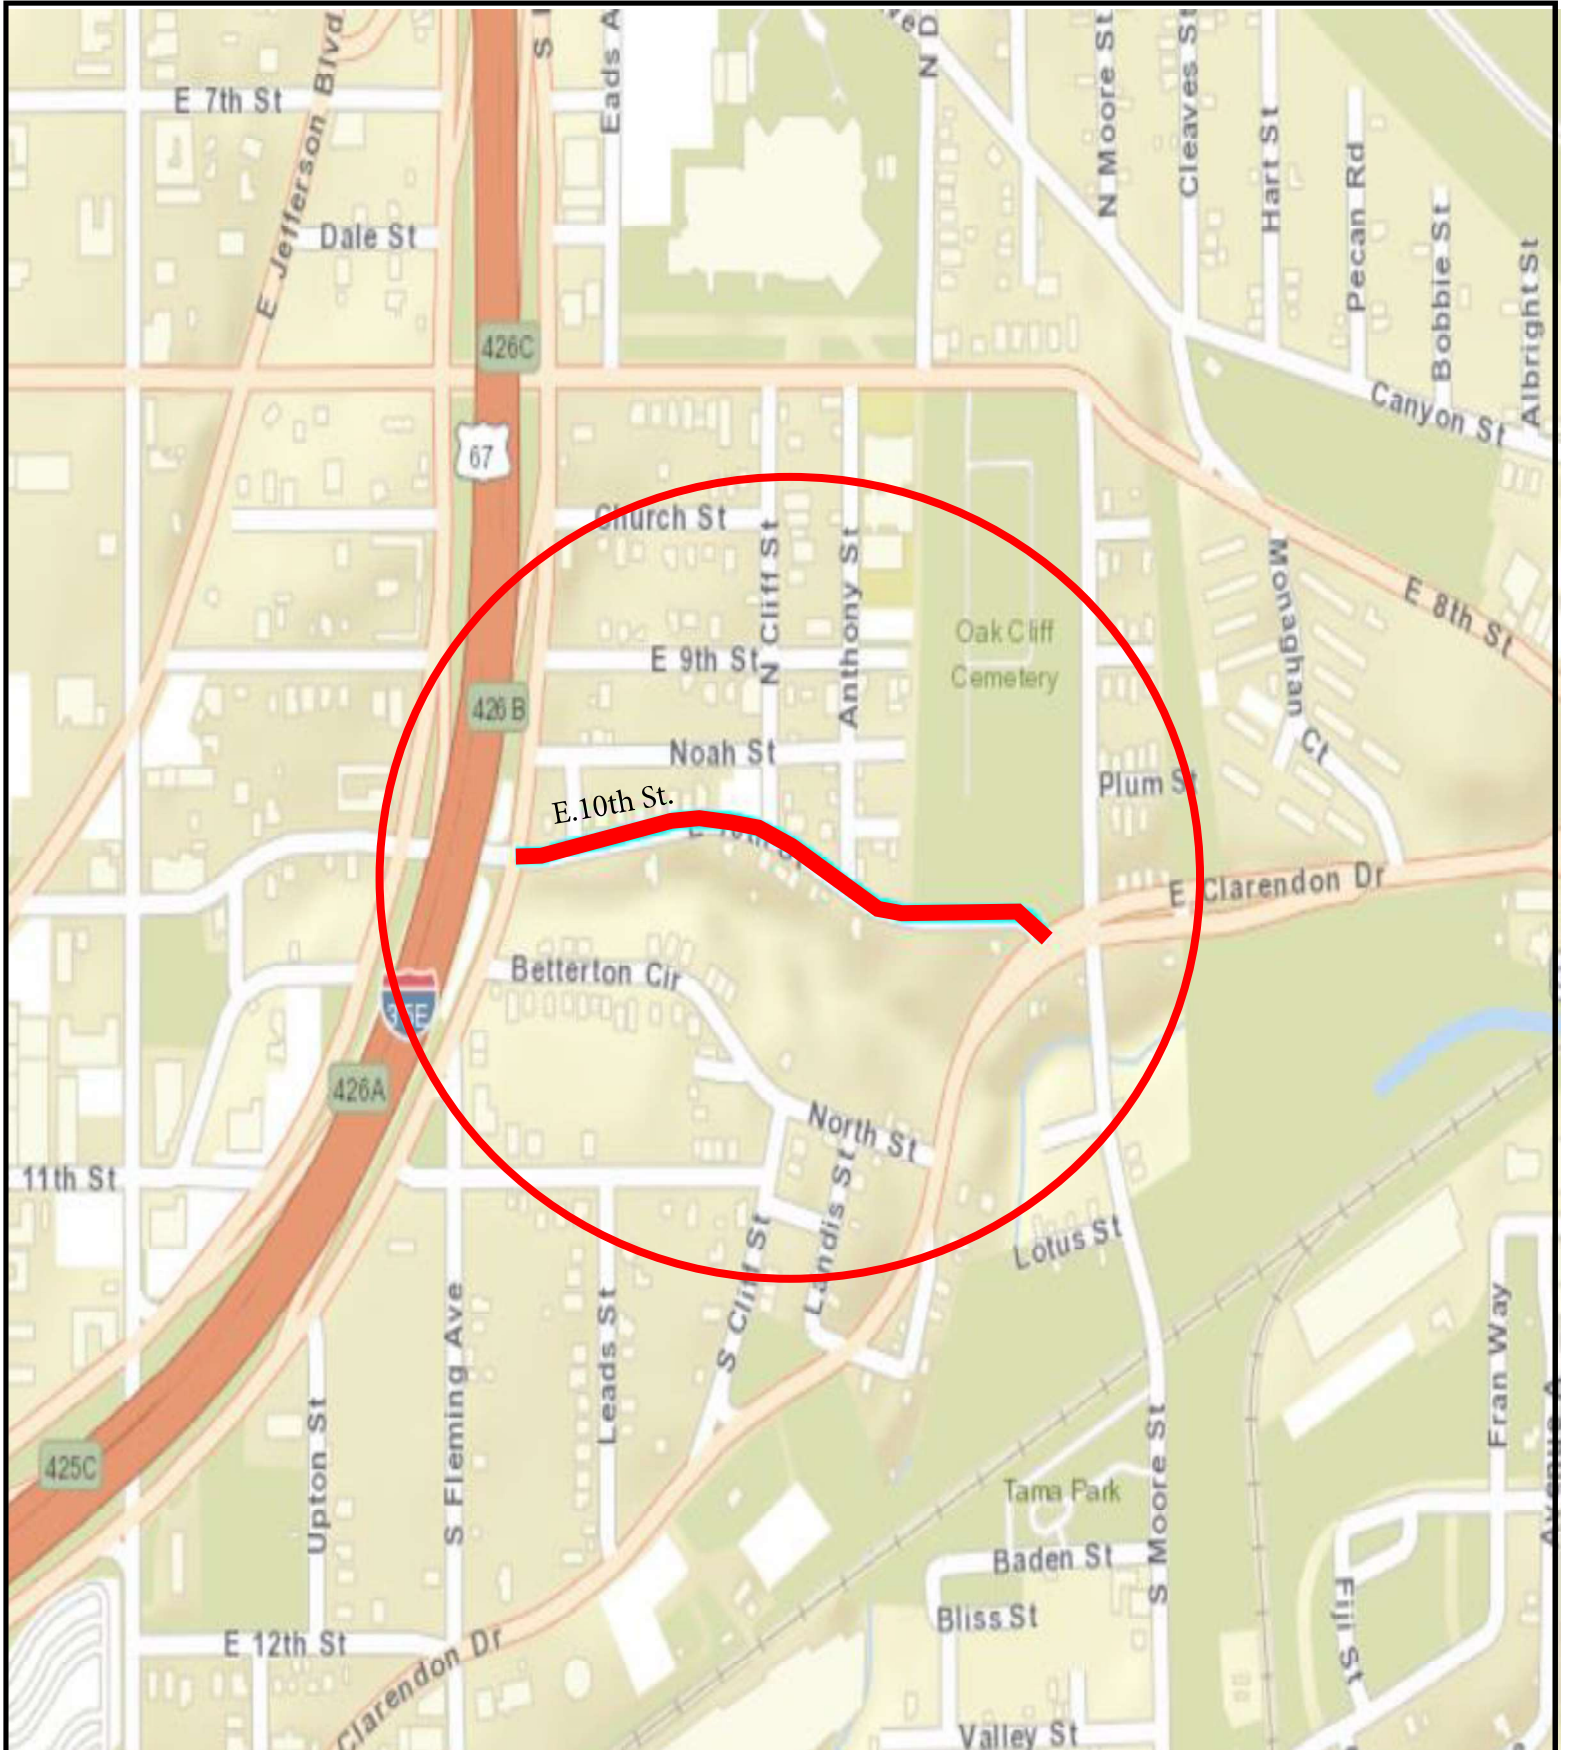 E Jefferson Blvd
S
Eads A
N D
N Moore St
Cleaves St
E 7th St
Hart St
Pecan Rd
Bobbie St
Albright St
Dale St
426C
Canyon St
67
Church St
N Cliff St
Anthony St
Monaghan Ct
E 8th St
Oak Cliff
Cemetery
E 9th St
426B
Noah St
Plum St
E.10th St.
E 10th St
E Clarendon Dr
Betterton Cir
35E
426A
North St
11th St
Landis St
S Cliff St
Lotus St
Leads St
S Fleming Ave
Upton St
Fran Way
Avenue A
425C
S Moore St
Tama Park
Baden St
Bliss St
Fiji St
E 12th St
Clarendon Dr
Valley St